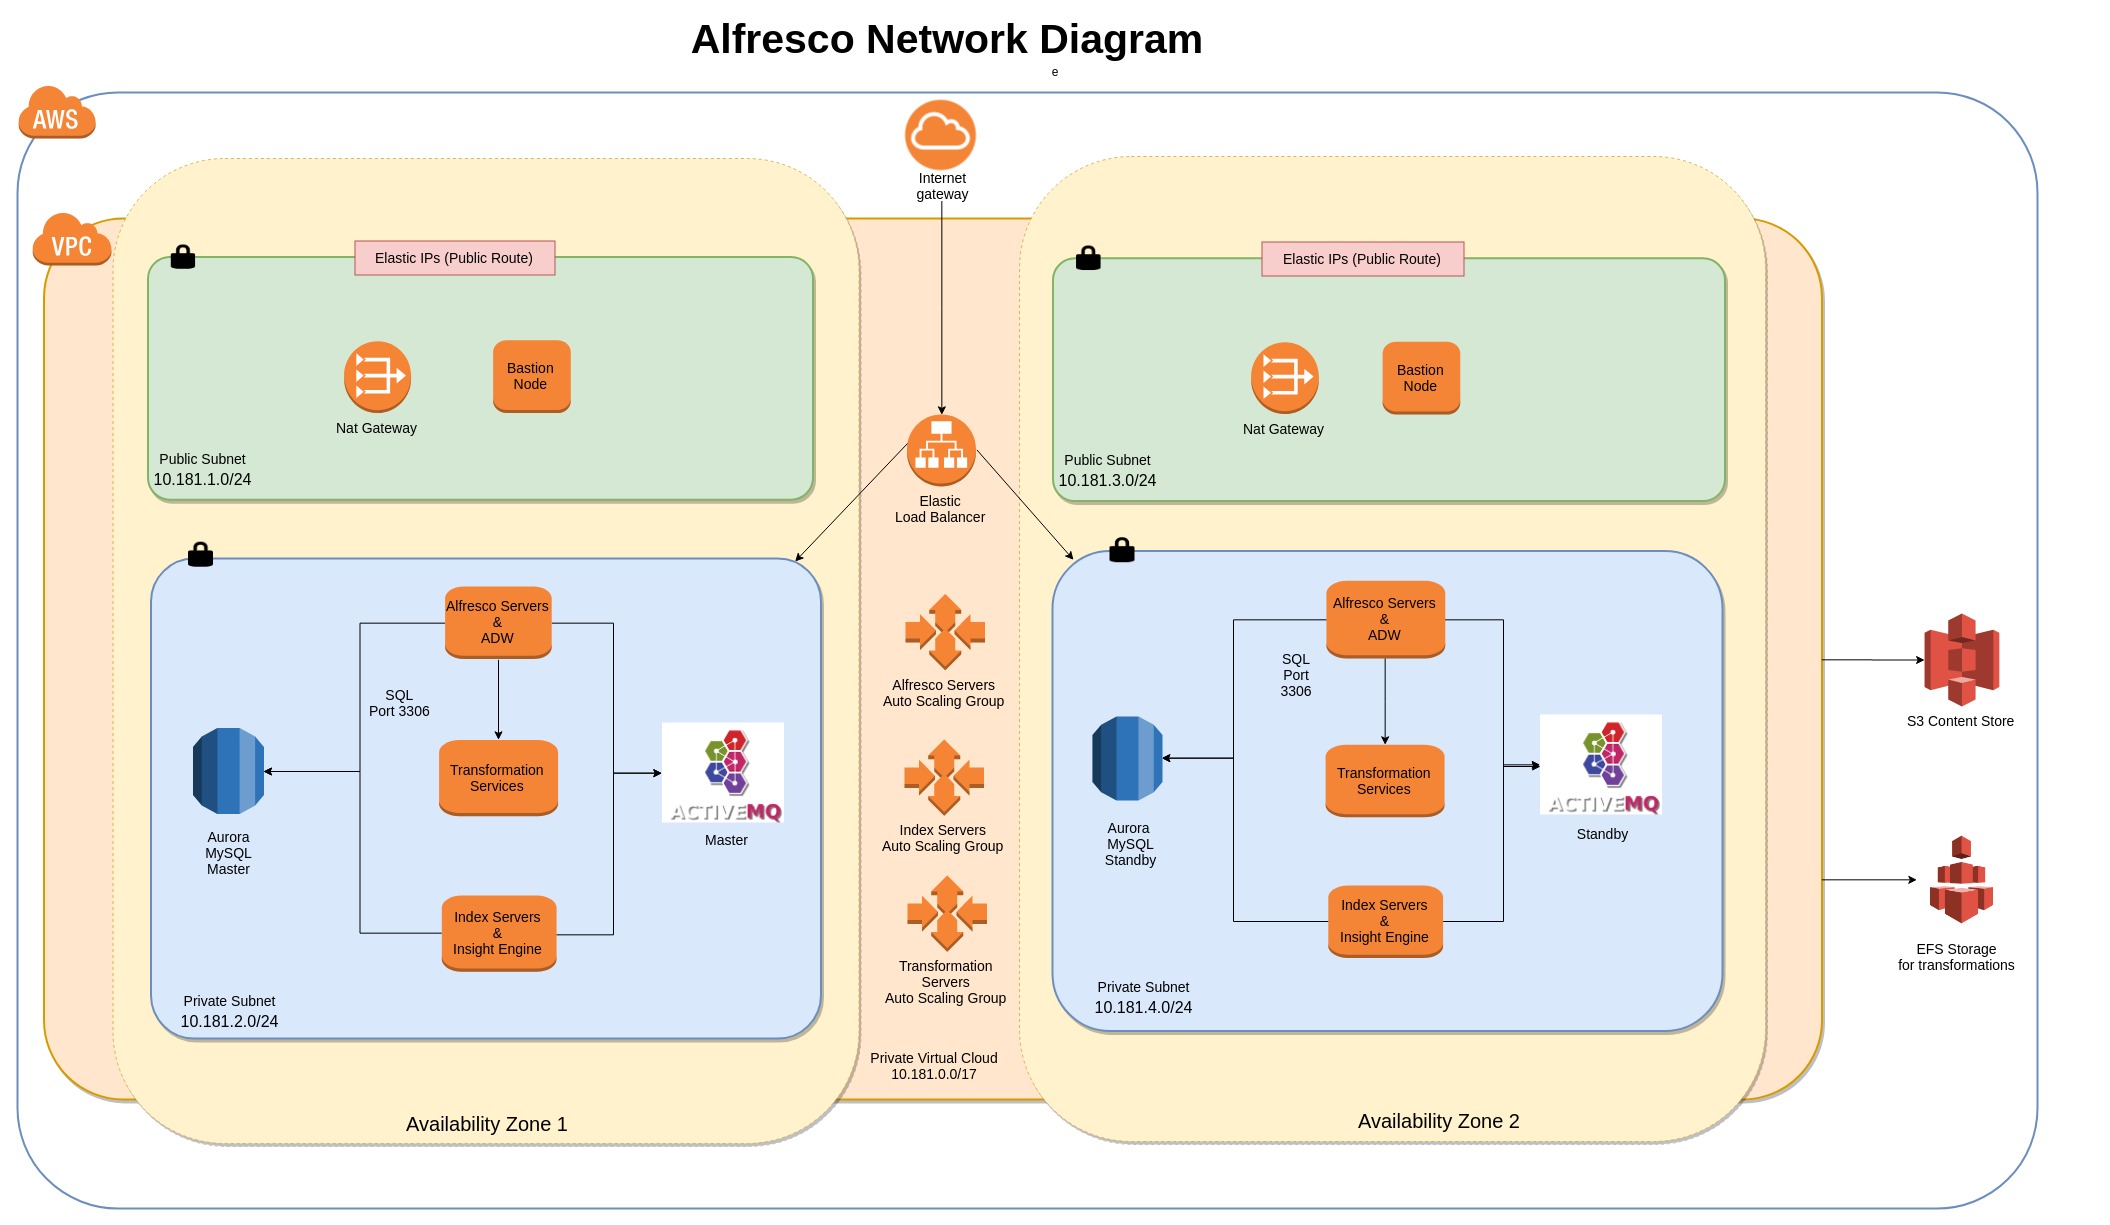 Alfresco Network Diagram
e
AWS
Internet
gateway
VPC
Elastic IPs (Public Route)
Elastic IPs (Public Route)
Bastion
Node
Nat Gateway
Public Subnet
10.181.1.0/24
Bastion
Node
Nat Gateway
Public Subnet
10.181.3.0/24
Elastic
Load Balancer
Alfresco Servers
&
ADW
SQL
Port 3306
Transformation
Services
ACTIVEMQ
Master
Aurora
MySQL
Master
Index Servers
&
Insight Engine
Private Subnet
10.181.2.0/24
Alfresco Servers
Auto Scaling Group
Index Servers
Auto Scaling Group
Transformation
Servers
Auto Scaling Group
Private Virtual Cloud
10.181.0.0/17
Alfresco Servers
&
ADW
SQL
Port
3306
Transformation
Services
ACTIVEMQ
Standby
Aurora
MySQL
Standby
Index Servers
&
Insight Engine
Private Subnet
10.181.4.0/24
S3 Content Store
EFS Storage
for transformations
Availability Zone 1
Availability Zone 2